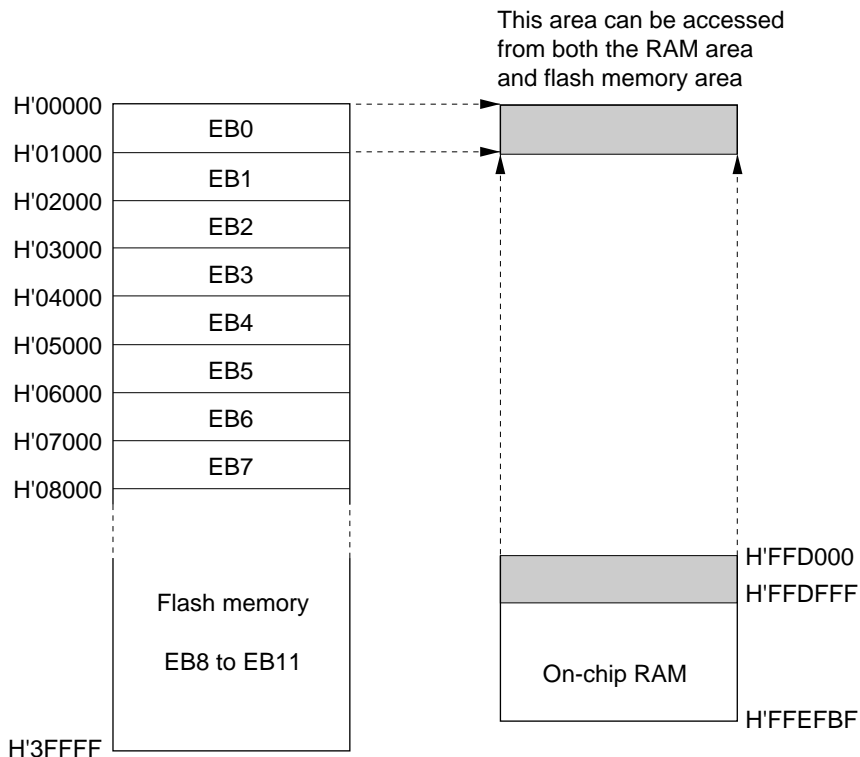 This area can be accessed
from both the RAM area
and flash memory area
H'00000
EB0
H'01000
EB1
H'02000
EB2
H'03000
EB3
H'04000
EB4
H'05000
EB5
H'06000
EB6
H'07000
EB7
H'08000
Flash memory
EB8 to EB11
H'3FFFF
H'FFD000
H'FFDFFF
On-chip RAM
H'FFEFBF